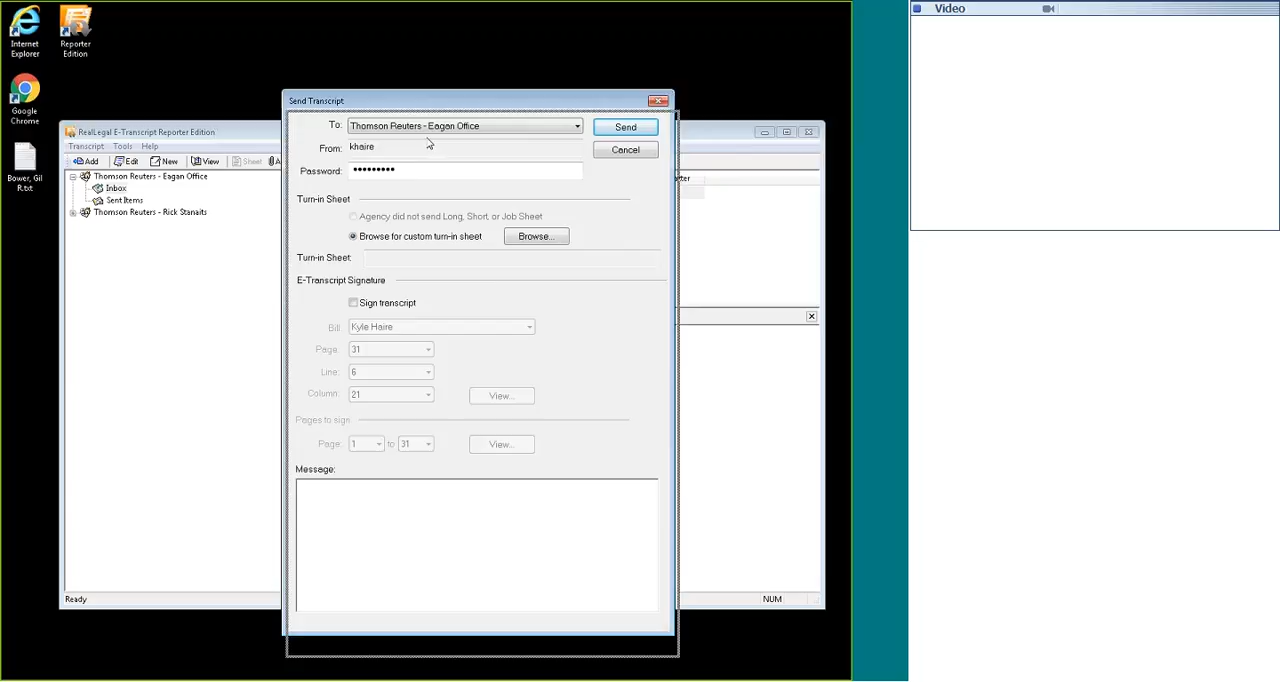 Internet
Explorer
Reporter
Edition
Google
Chrome
Bower, Gil
R.txt
RealLegal E-Transcript Reporter Edition
Transcript Tools Help
Add Edit New View Sheet
Thomson Reuters - Eagan Office
Inbox
Sent Items
Thomson Reuters - Rick Stanaits
Ready
NUM
Send Transcript
To: Thomson Reuters - Eagan Office
Send
From: khaire
Cancel
Password: •••••••••
Turn-in Sheet
Agency did not send Long, Short, or Job Sheet
Browse for custom turn-in sheet Browse...
Turn-in Sheet:
E-Transcript Signature
Sign transcript
Bill: Kyle Haire
Page: 31
Line: 6
Column: 21 View...
Pages to sign
Page: 1 to 31 View...
Message:
Video